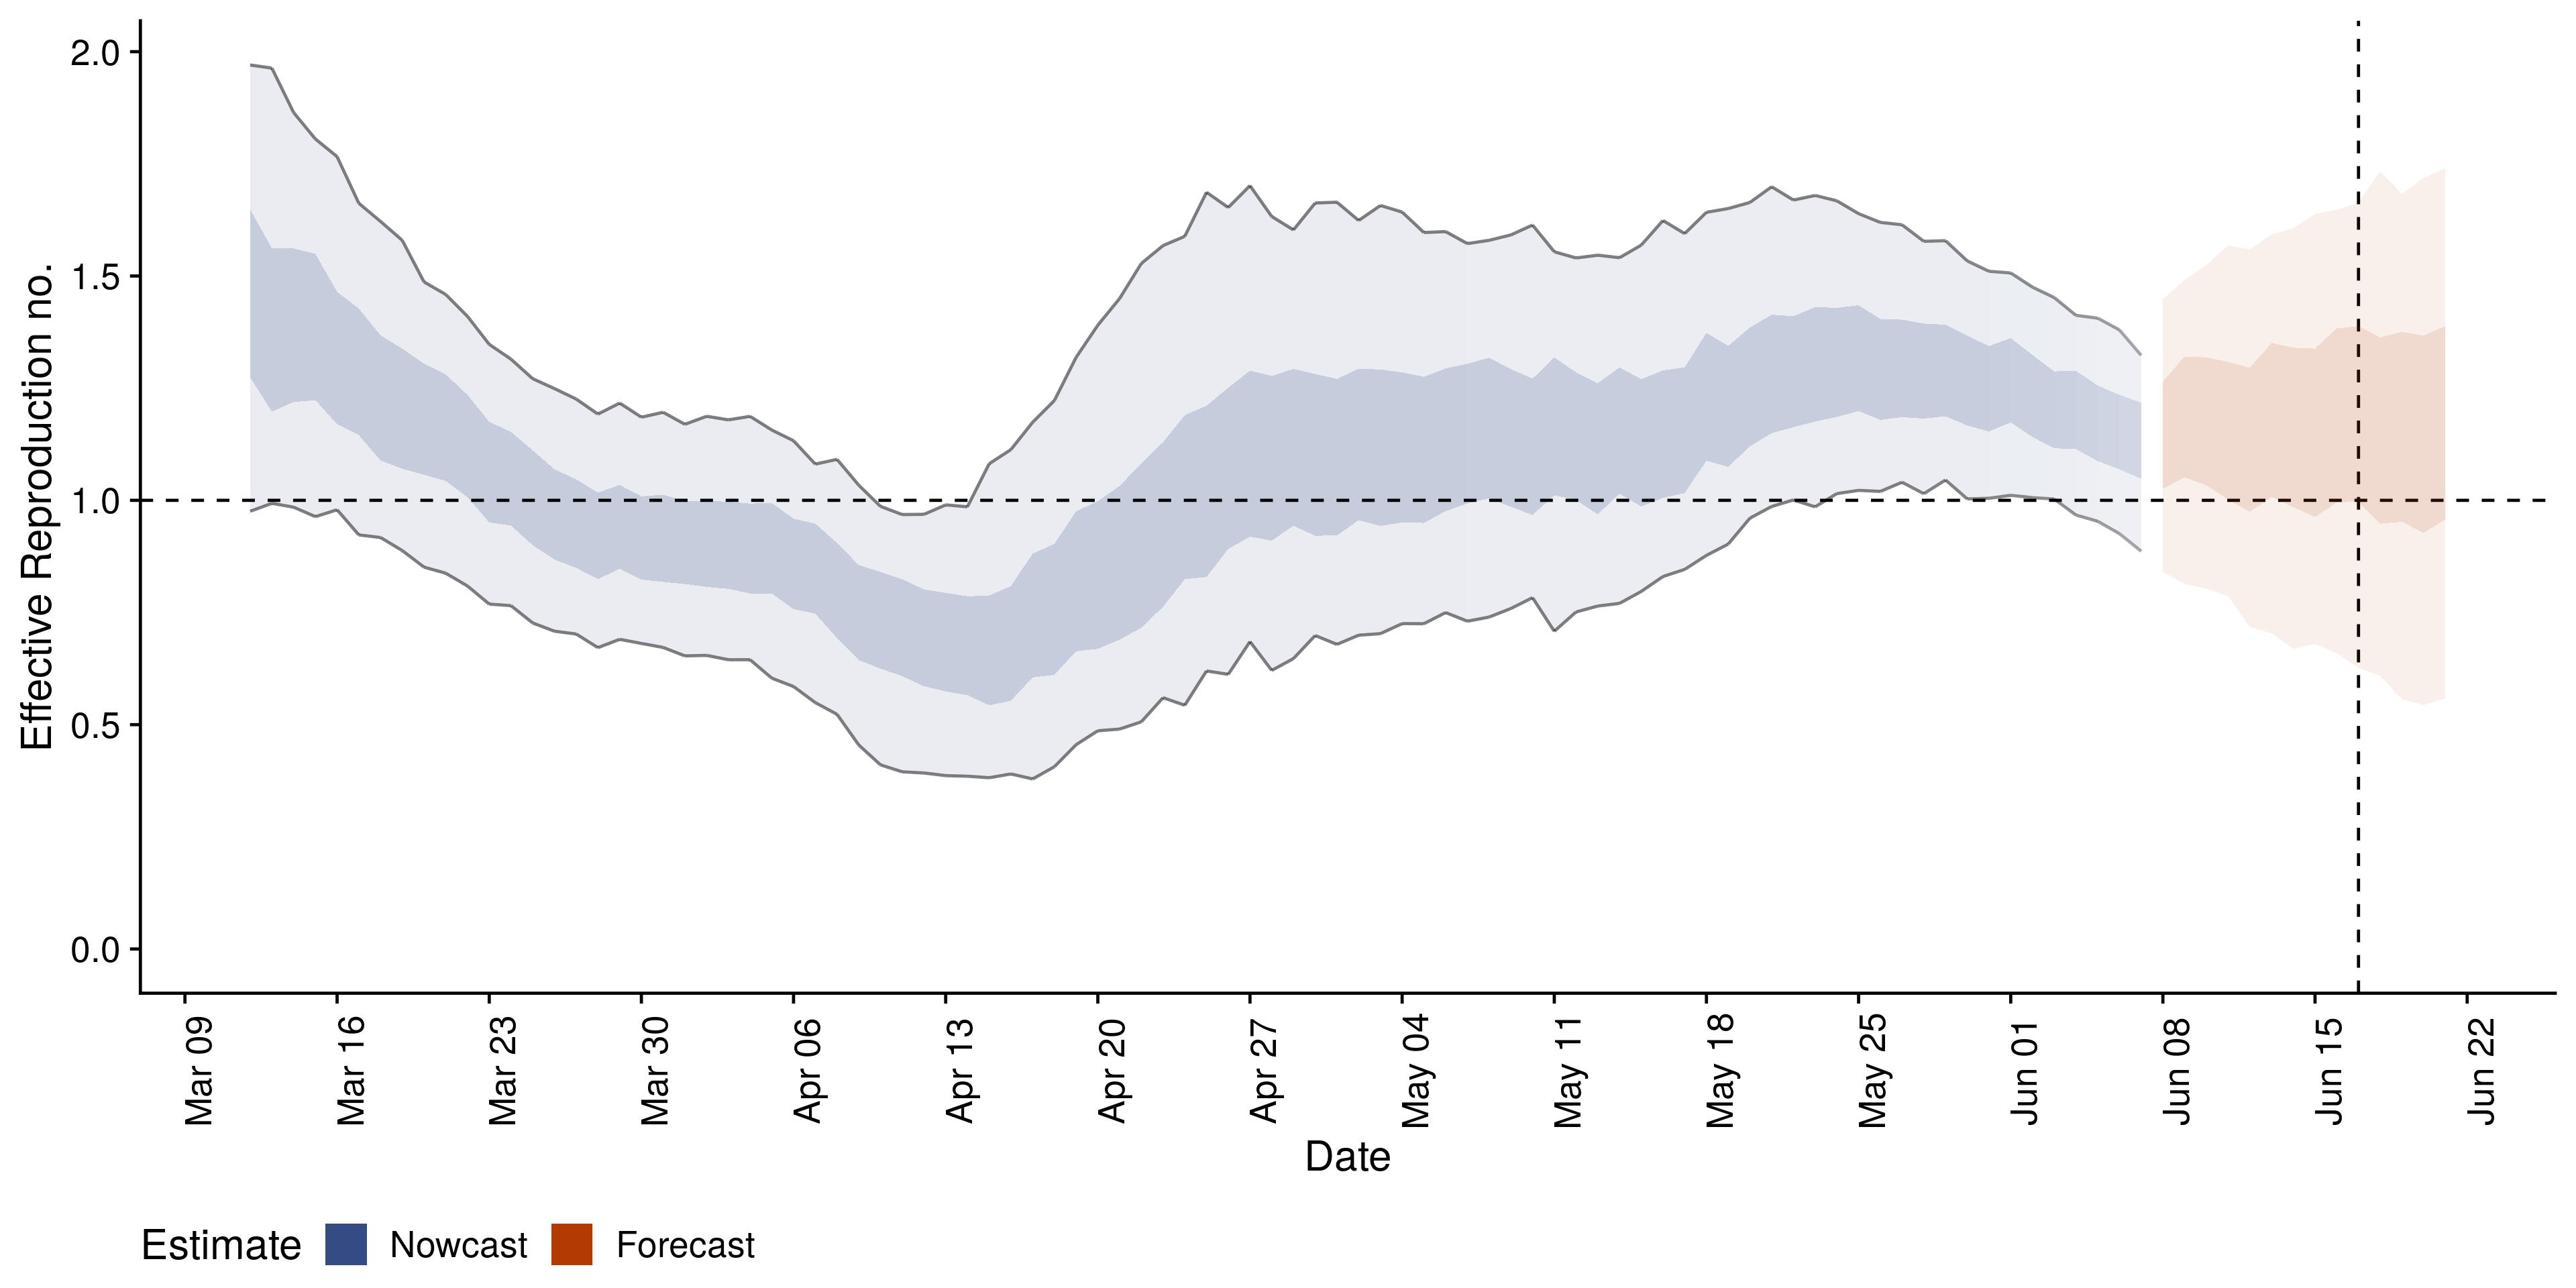 Effective Reproduction no.
2.0
1.5
1.0
0.5
0.0
Mar 09
Mar 16
Mar 23
Mar 30
Apr 06
Apr 13
Apr 20
Apr 27
May 04
May 11
May 18
May 25
Jun 01
Jun 08
Jun 15
Jun 22
Date
Estimate Nowcast Forecast